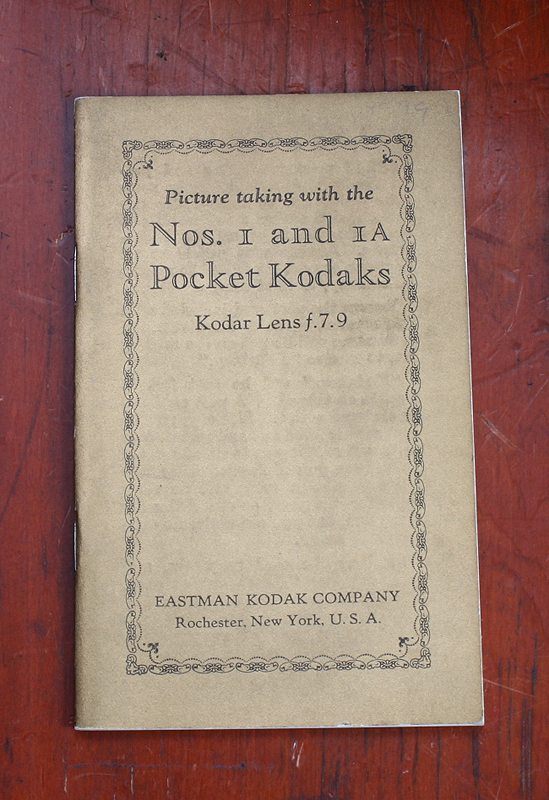 Picture taking with the
Nos. 1 and 1A
Pocket Kodaks
Kodar Lens f.7.9
EASTMAN KODAK COMPANY
Rochester, New York, U. S. A.